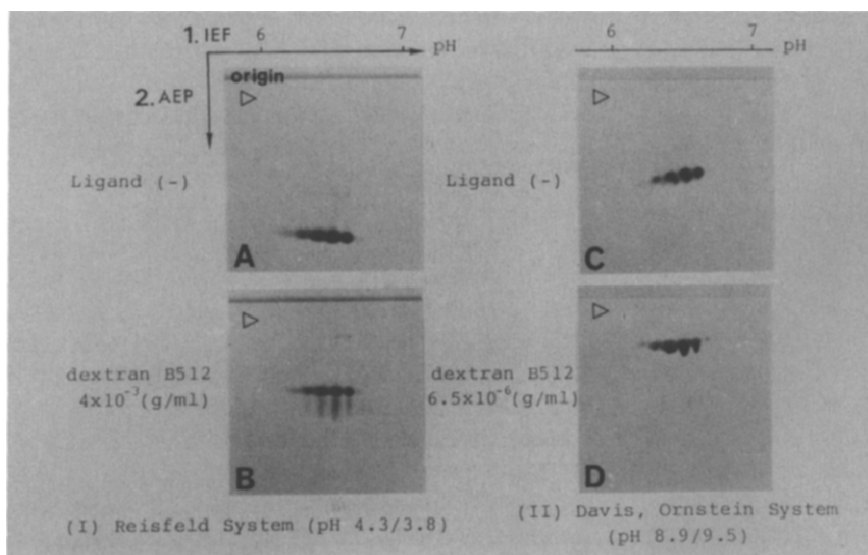 1. IEF 6 7 pH
6 7 pH
origin
2. AEP
Ligand (-)
A
Ligand (-)
C
dextran B512
4x10⁻³(g/ml)
B
dextran B512
6.5x10⁻⁶(g/ml)
D
(I) Reisfeld System (pH 4.3/3.8)
(II) Davis, Ornstein System
(pH 8.9/9.5)